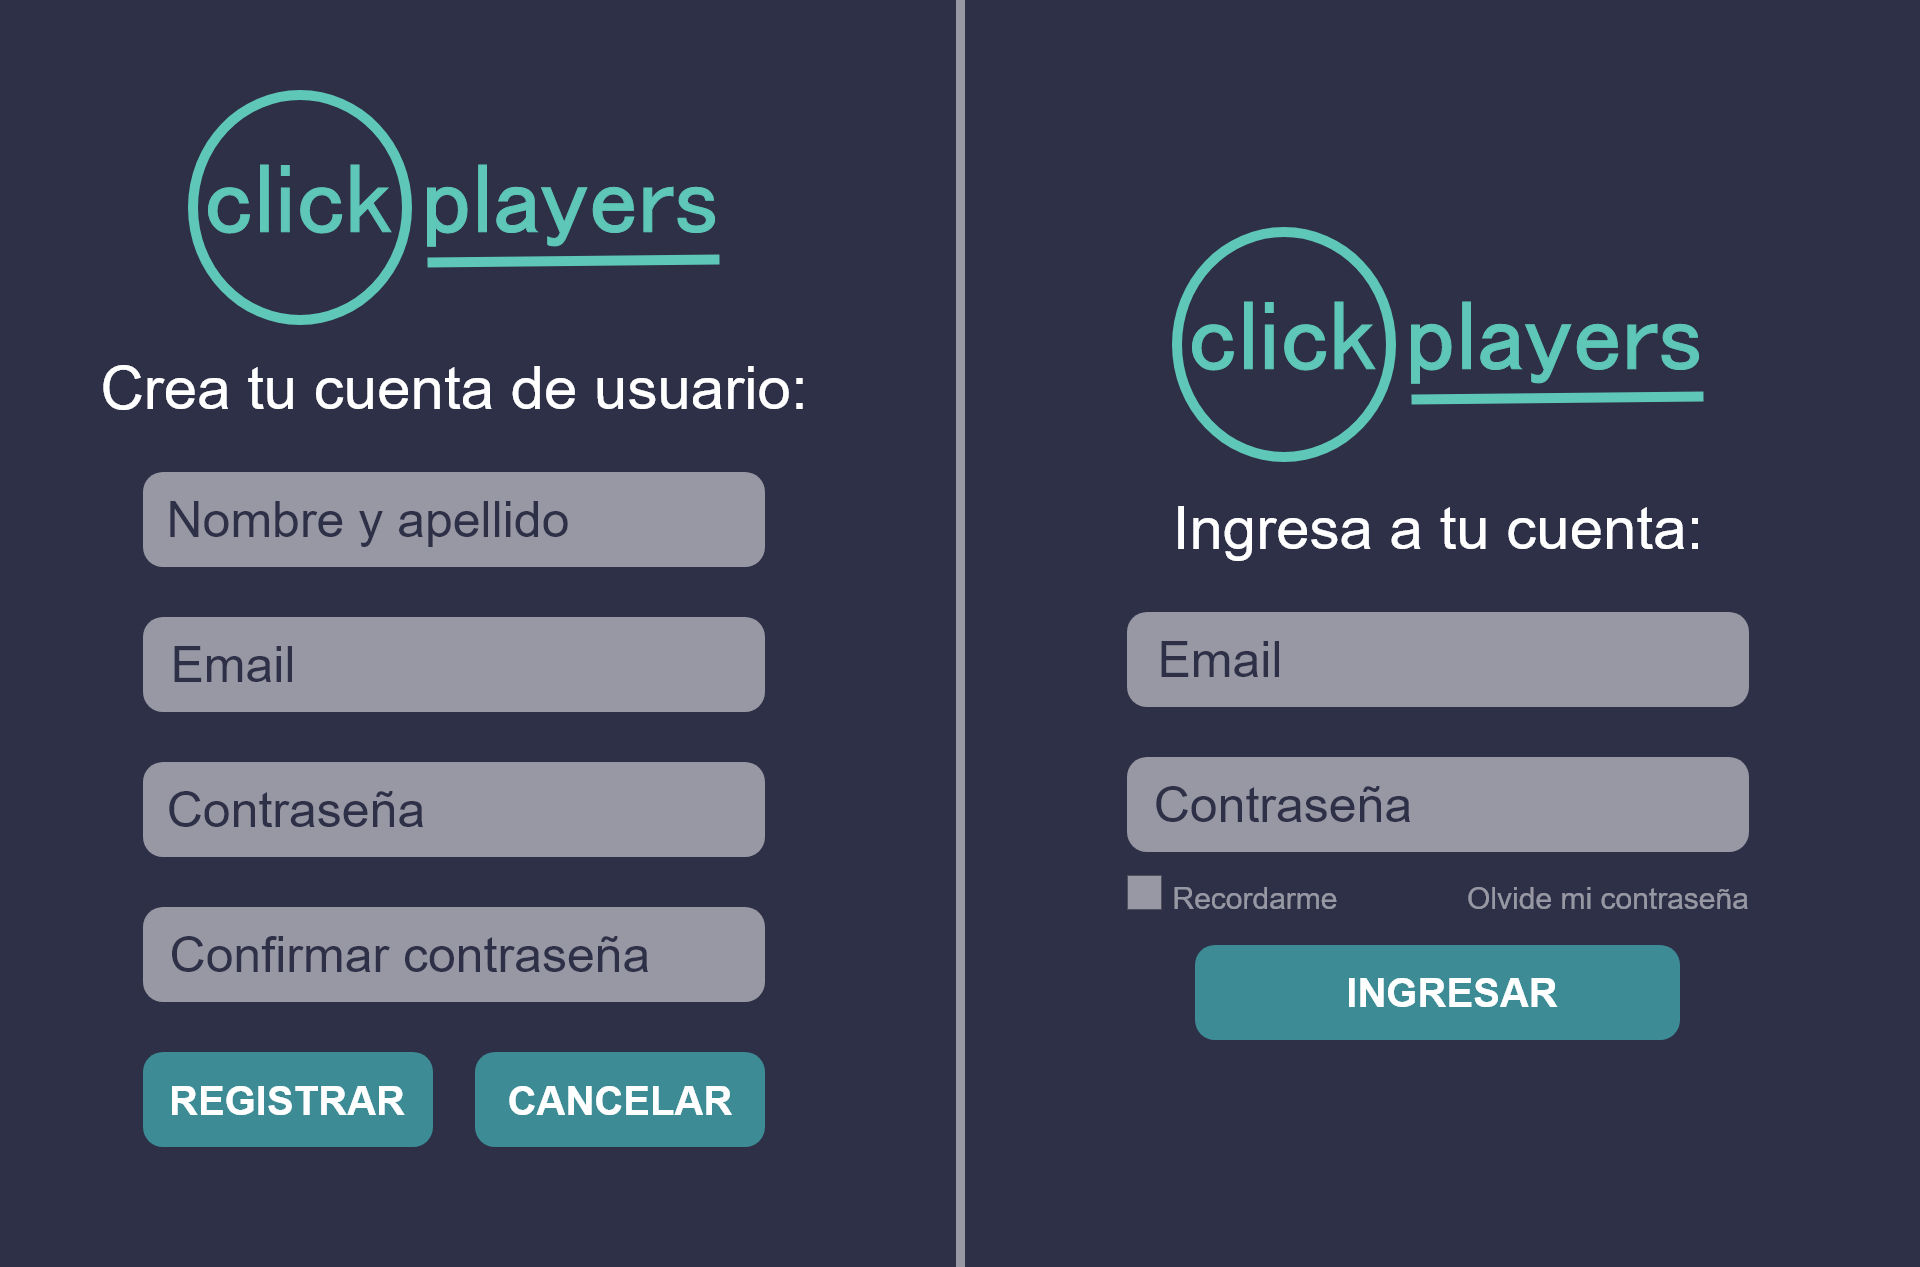 click players
Crea tu cuenta de usuario:
Nombre y apellido
Email
Contraseña
Confirmar contraseña
REGISTRAR CANCELAR
click players
Ingresa a tu cuenta:
Email
Contraseña
Recordarme Olvide mi contraseña
INGRESAR